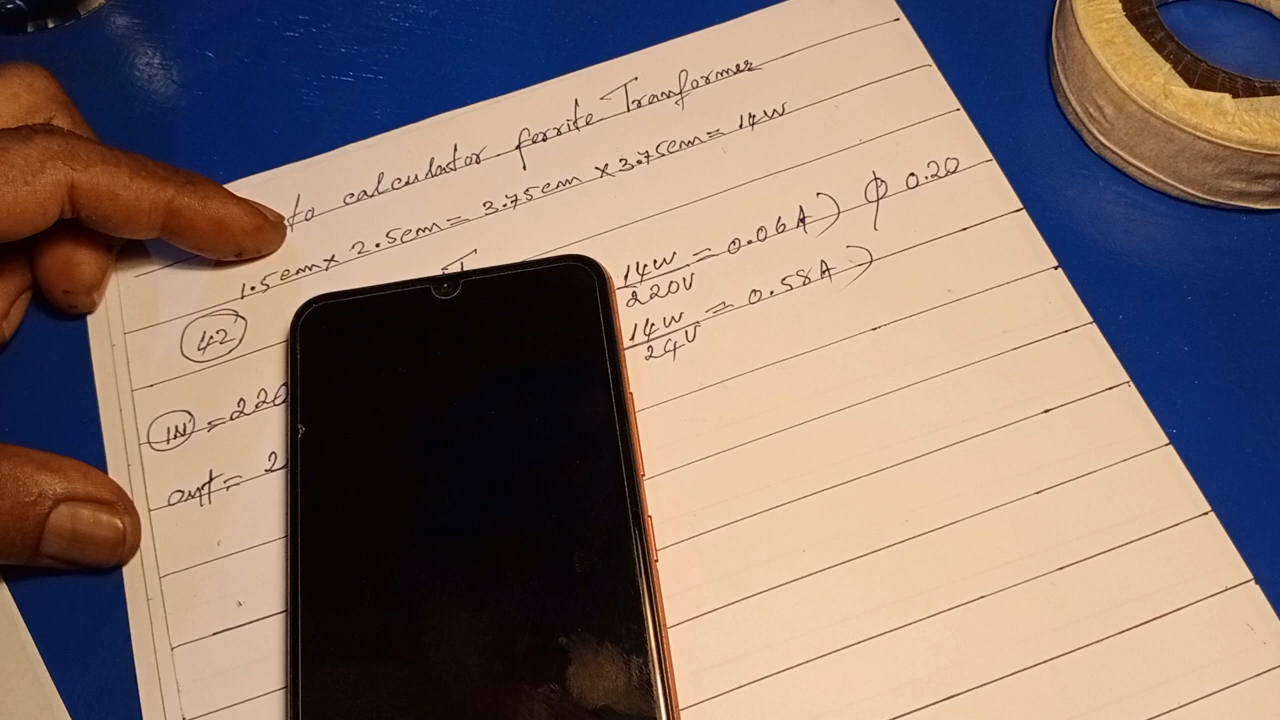 to calculator ferrite Tranformer
1.5cm x 2.5cm = 3.75cm x 3.75cm = 14W
42
IN = 220
14W/220V = 0.06A) φ 0.20
out = 2
14W/24V = 0.58A)